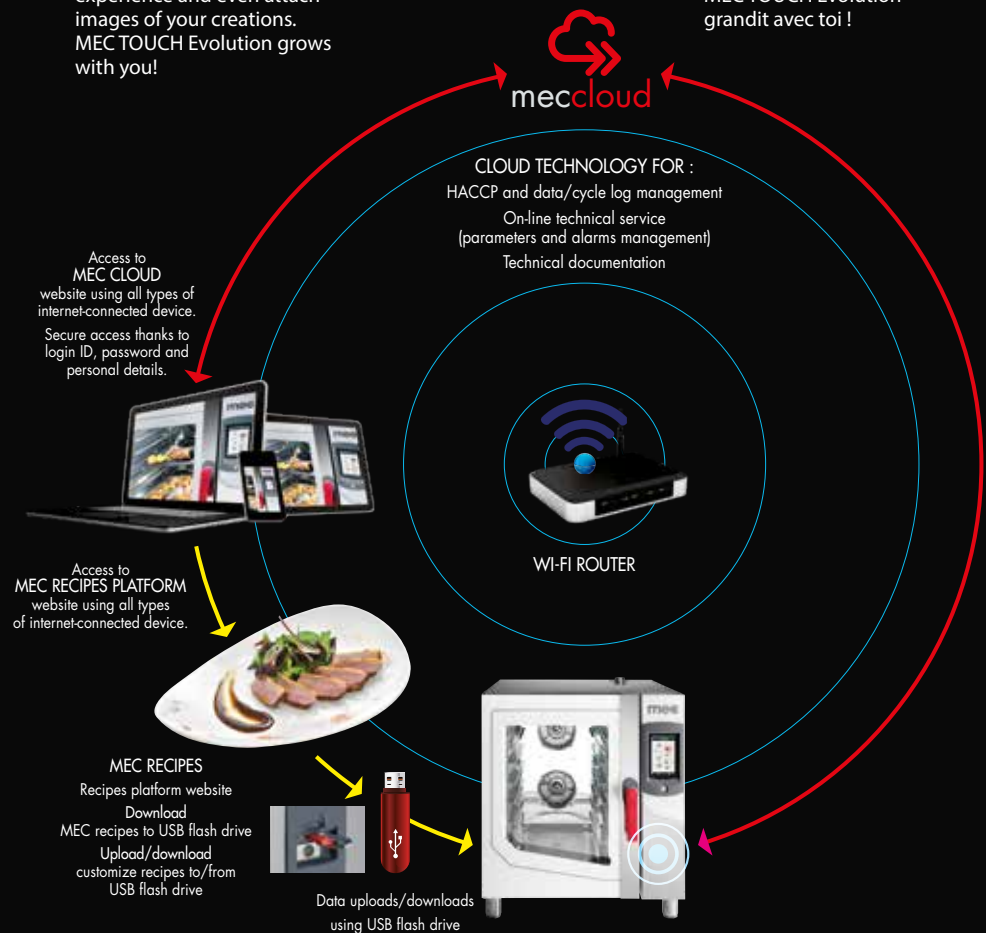 experience and even attach
images of your creations.
MEC TOUCH Evolution grows
with you!
grandit avec toi !
meccloud
CLOUD TECHNOLOGY FOR :
HACCP and data/cycle log management
On-line technical service
(parameters and alarms management)
Technical documentation
Access to
MEC CLOUD
website using all types of
internet-connected device.
Secure access thanks to
login ID, password and
personal details.
WI-FI ROUTER
Access to
MEC RECIPES PLATFORM
website using all types
of internet-connected device.
mec
MEC RECIPES
Recipes platform website
Download
MEC recipes to USB flash drive
Upload/download
customize recipes to/from
USB flash drive
Data uploads/downloads
using USB flash drive